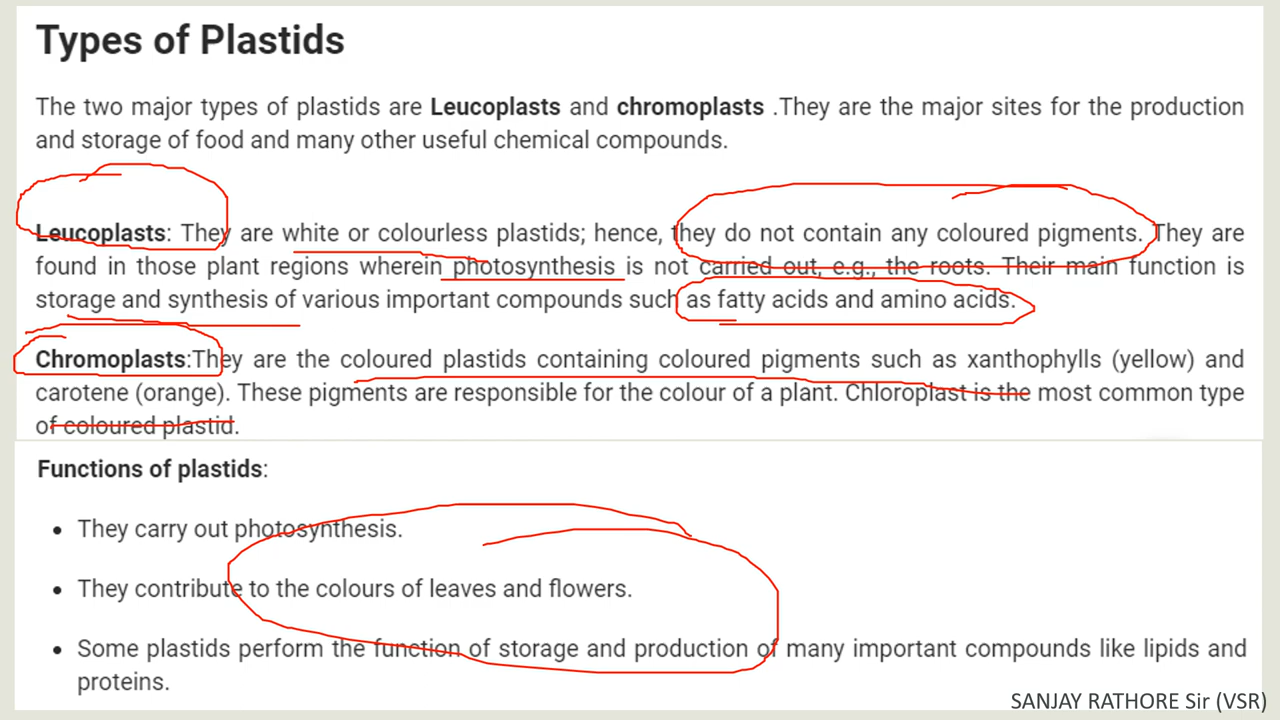 Types of Plastids
The two major types of plastids are Leucoplasts and chromoplasts .They are the major sites for the production
and storage of food and many other useful chemical compounds.
Leucoplasts: They are white or colourless plastids; hence, they do not contain any coloured pigments. They are
found in those plant regions wherein photosynthesis is not carried out, e.g., the roots. Their main function is
storage and synthesis of various important compounds such as fatty acids and amino acids.
Chromoplasts:They are the coloured plastids containing coloured pigments such as xanthophylls (yellow) and
carotene (orange). These pigments are responsible for the colour of a plant. Chloroplast is the most common type
of coloured plastid.
Functions of plastids:
• They carry out photosynthesis.
• They contribute to the colours of leaves and flowers.
• Some plastids perform the function of storage and production of many important compounds like lipids and
proteins.
SANJAY RATHORE Sir (VSR)